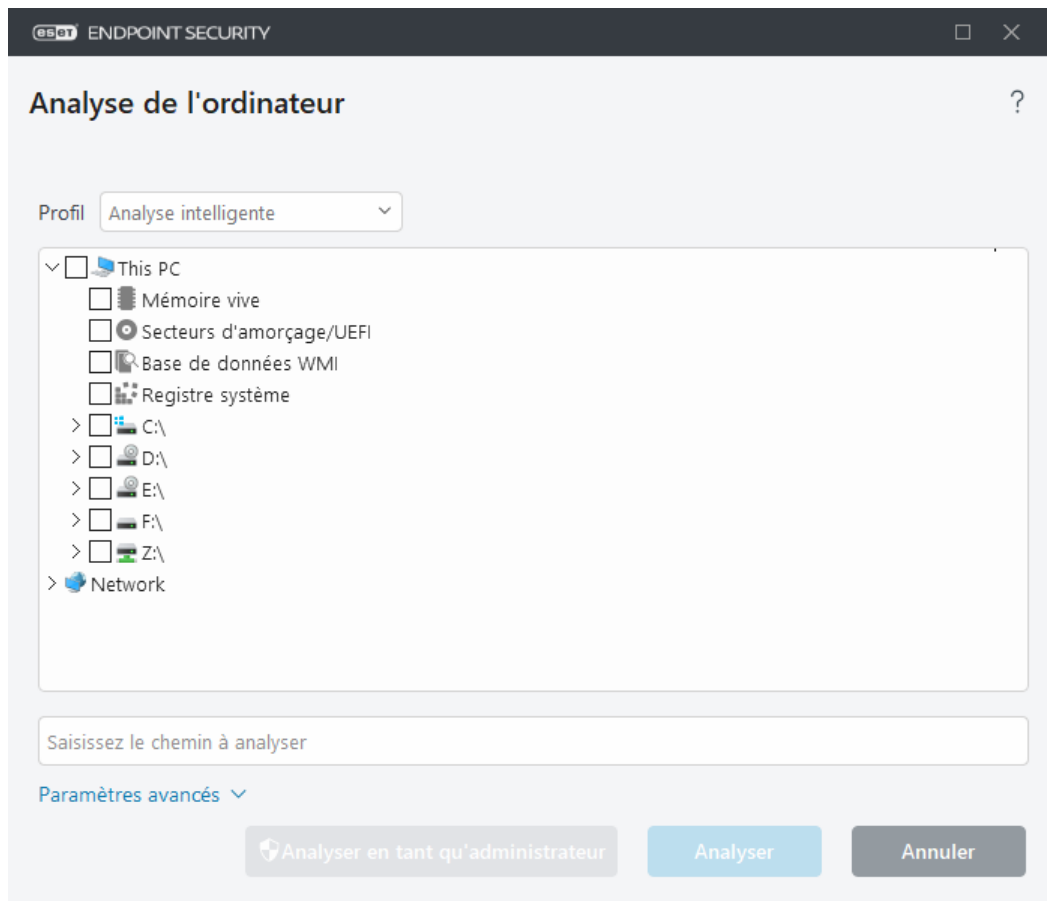 eset ENDPOINT SECURITY
Analyse de l'ordinateur
?
Profil Analyse intelligente
This PC
Mémoire vive
Secteurs d'amorçage/UEFI
Base de données WMI
Registre système
C:\
D:\
E:\
F:\
Z:\
Network
Saisissez le chemin à analyser
Paramètres avancés
Analyser en tant qu'administrateur Analyser Annuler